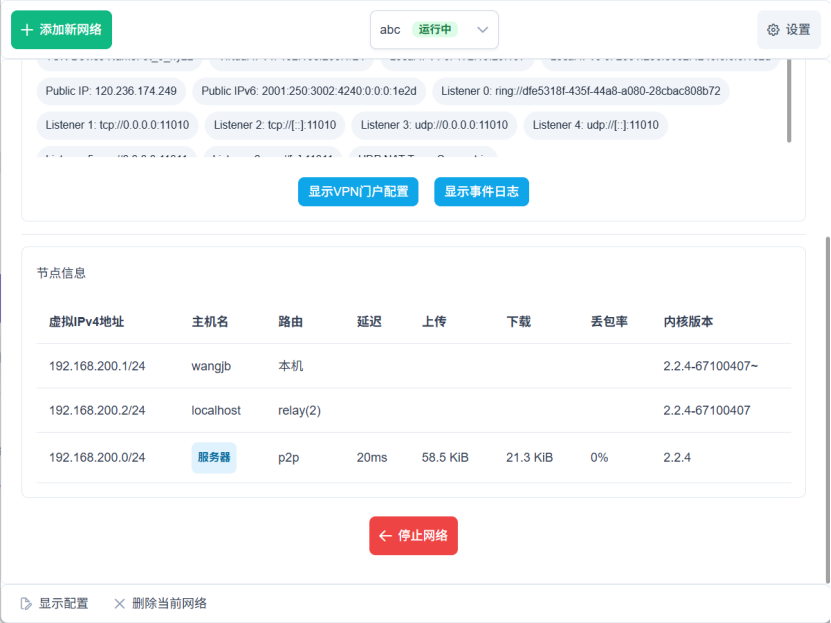 添加新网络
abc 运行中
设置
Public IP: 120.236.174.249 Public IPv6: 2001:250:3002:4240:0:0:0:1e2d Listener 0: ring://dfe5318f-435f-44a8-a080-28cbac808b72
Listener 1: tcp://0.0.0.0:11010 Listener 2: tcp://[::]:11010 Listener 3: udp://0.0.0.0:11010 Listener 4: udp://[::]:11010
显示VPN门户配置 显示事件日志
节点信息
虚拟IPv4地址 主机名 路由 延迟 上传 下载 丢包率 内核版本
192.168.200.1/24 wangjb 本机 2.2.4-67100407~
192.168.200.2/24 localhost relay(2) 2.2.4-67100407
192.168.200.0/24 服务器 p2p 20ms 58.5 KiB 21.3 KiB 0% 2.2.4
停止网络
显示配置 删除当前网络